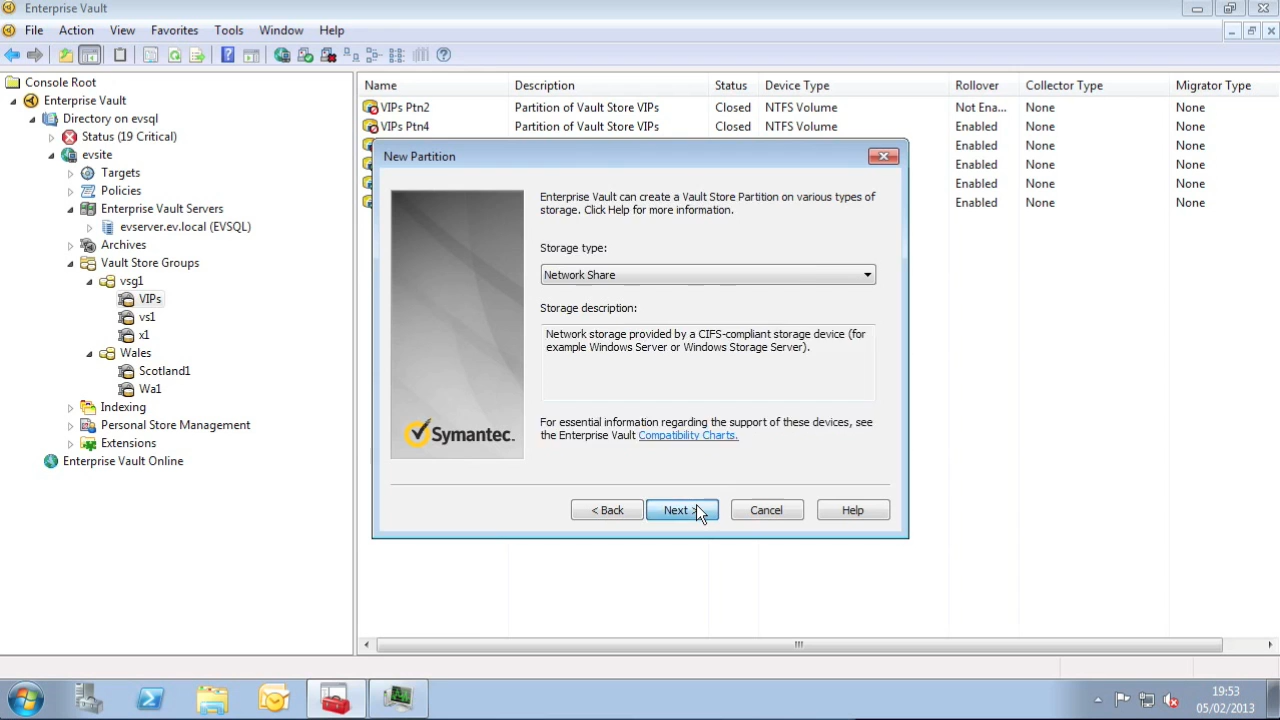 Enterprise Vault
File Action View Favorites Tools Window Help
Console Root
Enterprise Vault
Directory on evsql
Status (19 Critical)
evsite
Targets
Policies
Enterprise Vault Servers
evserver.ev.local (EVSQL)
Archives
Vault Store Groups
vsg1
VIPs
vs1
x1
Wales
Scotland1
Wa1
Indexing
Personal Store Management
Extensions
Enterprise Vault Online
Name Description Status Device Type Rollover Collector Type Migrator Type
VIPs Ptn2 Partition of Vault Store VIPs Closed NTFS Volume Not Ena... None None
VIPs Ptn4 Partition of Vault Store VIPs Closed NTFS Volume Enabled None None
Enabled None None
Enabled None None
Enabled None None
Enabled None None
New Partition
Enterprise Vault can create a Vault Store Partition on various types of
storage. Click Help for more information.
Storage type:
Network Share
Storage description:
Network storage provided by a CIFS-compliant storage device (for
example Windows Server or Windows Storage Server).
For essential information regarding the support of these devices, see
the Enterprise Vault Compatibility Charts.
Symantec.
< Back Next > Cancel Help
19:53
05/02/2013